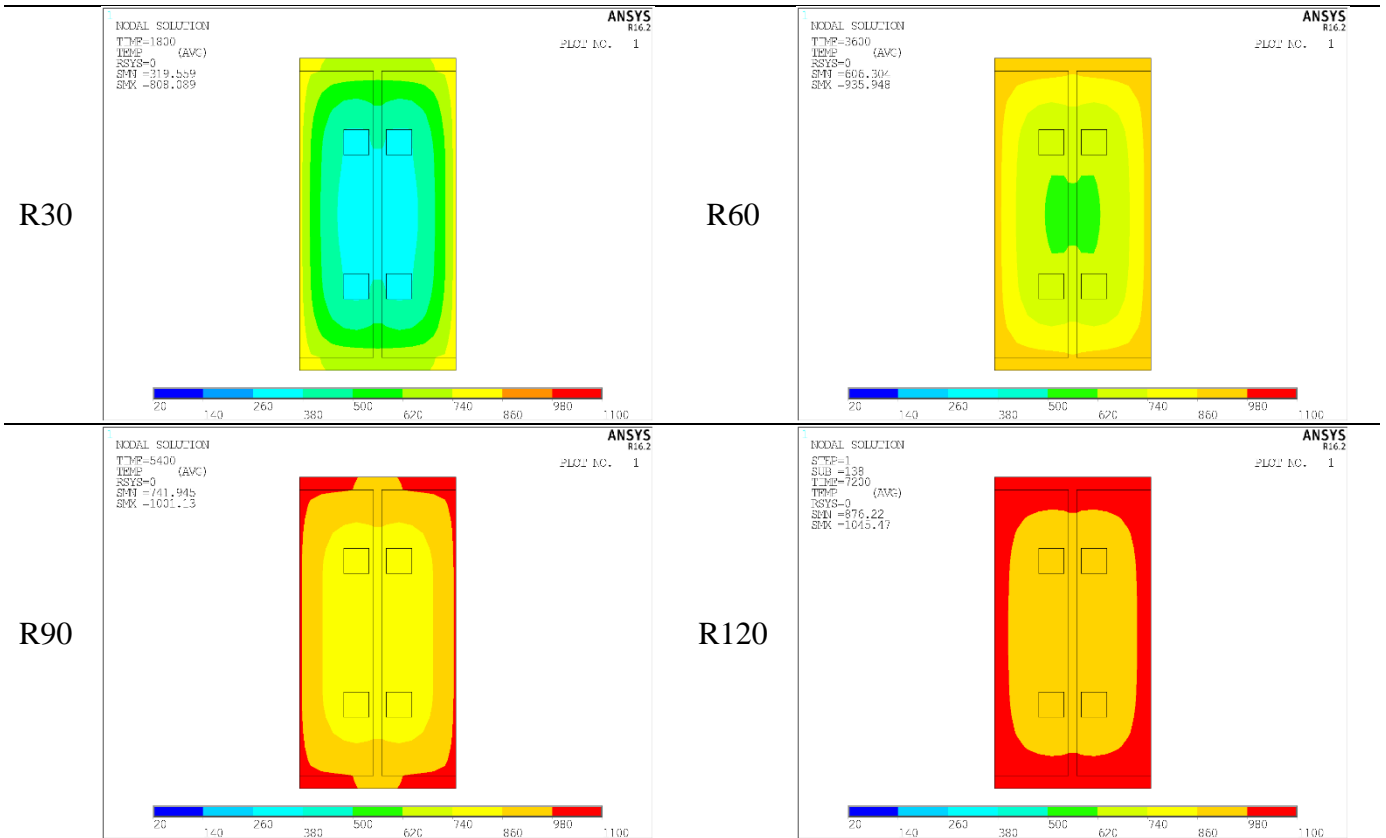 1
NODAL SOLUTION
TIME=1800
TEMP (AVG)
RSYS=0
SMN =319.559
SMX =808.089
ANSYS
R16.2
PLOT NO. 1
R30
20 140 260 380 500 620 740 860 980 1100
1
NODAL SOLUTION
TIME=3600
TEMP (AVG)
RSYS=0
SMN =606.304
SMX =935.948
ANSYS
R16.2
PLOT NO. 1
R60
20 140 260 380 500 620 740 860 980 1100
1
NODAL SOLUTION
TIME=5400
TEMP (AVG)
RSYS=0
SMN =741.945
SMX =1001.13
ANSYS
R16.2
PLOT NO. 1
R90
20 140 260 380 500 620 740 860 980 1100
1
NODAL SOLUTION
STEP=1
SUB =138
TIME=7200
TEMP (AVG)
RSYS=0
SMN =876.22
SMX =1045.47
ANSYS
R16.2
PLOT NO. 1
R120
20 140 260 380 500 620 740 860 980 1100